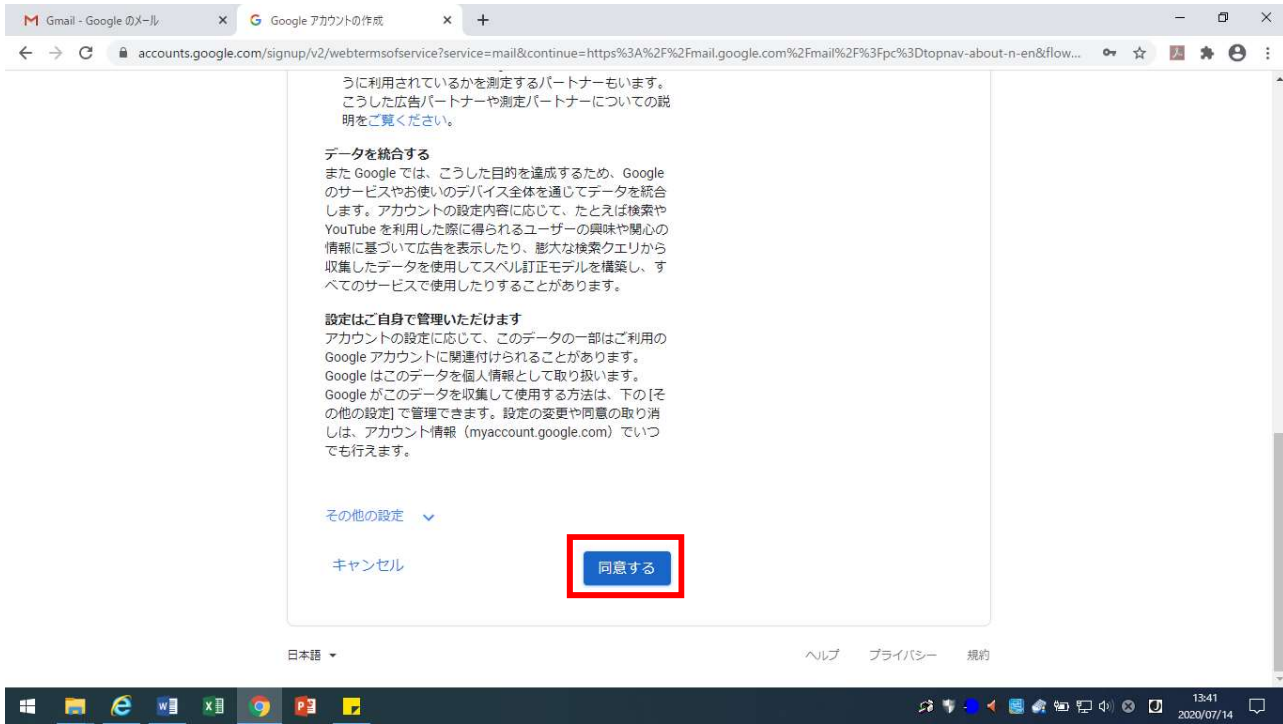 Gmail - Google のメール
Google アカウントの作成
accounts.google.com/signup/v2/webtermsofservice?service=mail&continue=https%3A%2F%2Fmail.google.com%2Fmail%2F%3Fpc%3Dtopnav-about-n-en&flow...
うに利用されているかを測定するパートナーもいます。
こうした広告パートナーや測定パートナーについての説
明をご覧ください。
データを統合する
また Google では、こうした目的を達成するため、Google
のサービスやお使いのデバイス全体を通じてデータを統合
します。アカウントの設定内容に応じて、たとえば検索や
YouTube を利用した際に得られるユーザーの興味や関心の
情報に基づいて広告を表示したり、膨大な検索クエリから
収集したデータを使用してスペル訂正モデルを構築し、す
べてのサービスで使用したりすることがあります。
設定はご自身で管理いただけます
アカウントの設定に応じて、このデータの一部はご利用の
Google アカウントに関連付けられることがあります。
Google はこのデータを個人情報として取り扱います。
Google がこのデータを収集して使用する方法は、下の [そ
の他の設定] で管理できます。設定の変更や同意の取り消
しは、アカウント情報（myaccount.google.com）でいつ
でも行えます。
その他の設定
キャンセル
同意する
日本語
ヘルプ
プライバシー
規約
13:41
2020/07/14